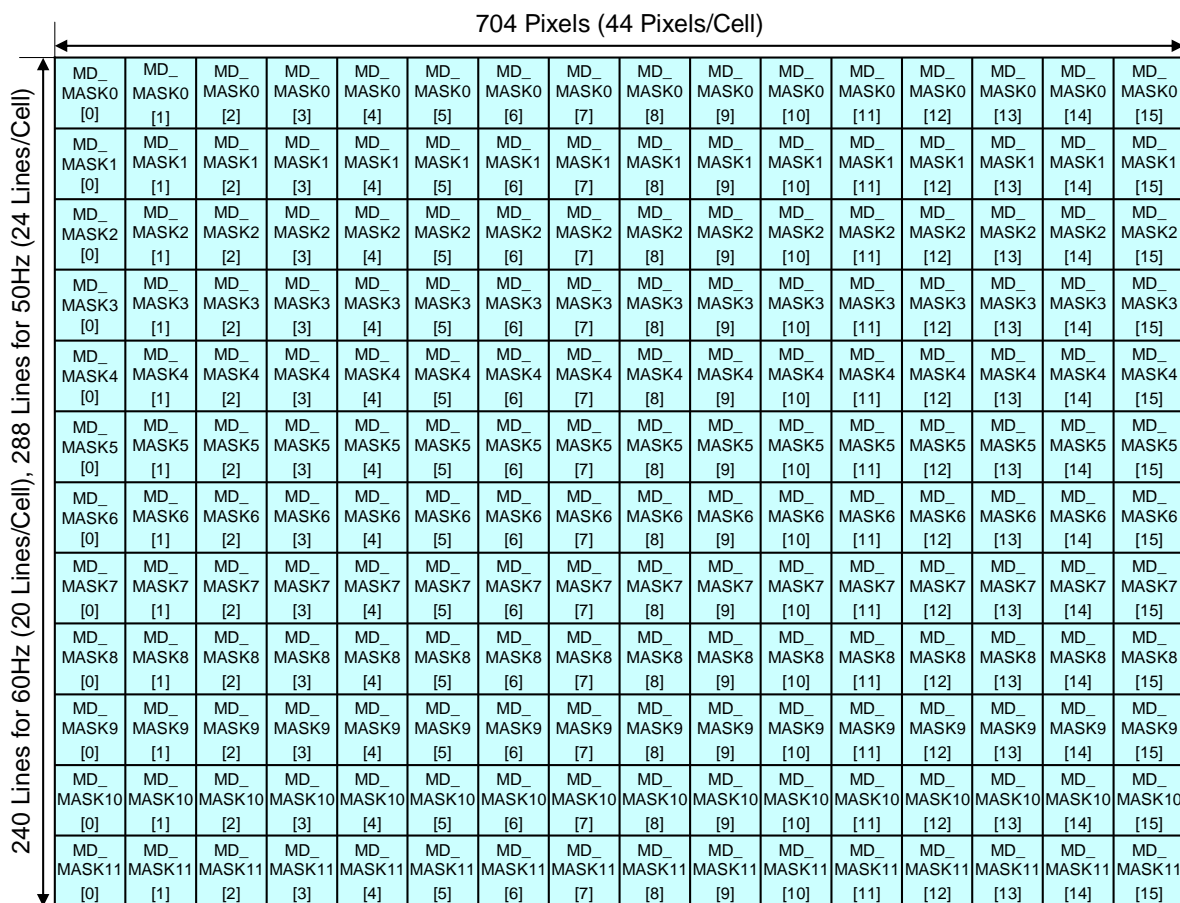 704 Pixels (44 Pixels/Cell)
240 Lines for 60Hz (20 Lines/Cell), 288 Lines for 50Hz (24 Lines/Cell)
MD_ MD_ MD_ MD_ MD_ MD_ MD_ MD_ MD_ MD_ MD_ MD_ MD_ MD_ MD_ MD_
MASK0 MASK0 MASK0 MASK0 MASK0 MASK0 MASK0 MASK0 MASK0 MASK0 MASK0 MASK0 MASK0 MASK0 MASK0 MASK0
[0] [1] [2] [3] [4] [5] [6] [7] [8] [9] [10] [11] [12] [13] [14] [15]
MD_ MD_ MD_ MD_ MD_ MD_ MD_ MD_ MD_ MD_ MD_ MD_ MD_ MD_ MD_ MD_
MASK1 MASK1 MASK1 MASK1 MASK1 MASK1 MASK1 MASK1 MASK1 MASK1 MASK1 MASK1 MASK1 MASK1 MASK1 MASK1
[0] [1] [2] [3] [4] [5] [6] [7] [8] [9] [10] [11] [12] [13] [14] [15]
MD_ MD_ MD_ MD_ MD_ MD_ MD_ MD_ MD_ MD_ MD_ MD_ MD_ MD_ MD_ MD_
MASK2 MASK2 MASK2 MASK2 MASK2 MASK2 MASK2 MASK2 MASK2 MASK2 MASK2 MASK2 MASK2 MASK2 MASK2 MASK2
[0] [1] [2] [3] [4] [5] [6] [7] [8] [9] [10] [11] [12] [13] [14] [15]
MD_ MD_ MD_ MD_ MD_ MD_ MD_ MD_ MD_ MD_ MD_ MD_ MD_ MD_ MD_ MD_
MASK3 MASK3 MASK3 MASK3 MASK3 MASK3 MASK3 MASK3 MASK3 MASK3 MASK3 MASK3 MASK3 MASK3 MASK3 MASK3
[0] [1] [2] [3] [4] [5] [6] [7] [8] [9] [10] [11] [12] [13] [14] [15]
MD_ MD_ MD_ MD_ MD_ MD_ MD_ MD_ MD_ MD_ MD_ MD_ MD_ MD_ MD_ MD_
MASK4 MASK4 MASK4 MASK4 MASK4 MASK4 MASK4 MASK4 MASK4 MASK4 MASK4 MASK4 MASK4 MASK4 MASK4 MASK4
[0] [1] [2] [3] [4] [5] [6] [7] [8] [9] [10] [11] [12] [13] [14] [15]
MD_ MD_ MD_ MD_ MD_ MD_ MD_ MD_ MD_ MD_ MD_ MD_ MD_ MD_ MD_ MD_
MASK5 MASK5 MASK5 MASK5 MASK5 MASK5 MASK5 MASK5 MASK5 MASK5 MASK5 MASK5 MASK5 MASK5 MASK5 MASK5
[0] [1] [2] [3] [4] [5] [6] [7] [8] [9] [10] [11] [12] [13] [14] [15]
MD_ MD_ MD_ MD_ MD_ MD_ MD_ MD_ MD_ MD_ MD_ MD_ MD_ MD_ MD_ MD_
MASK6 MASK6 MASK6 MASK6 MASK6 MASK6 MASK6 MASK6 MASK6 MASK6 MASK6 MASK6 MASK6 MASK6 MASK6 MASK6
[0] [1] [2] [3] [4] [5] [6] [7] [8] [9] [10] [11] [12] [13] [14] [15]
MD_ MD_ MD_ MD_ MD_ MD_ MD_ MD_ MD_ MD_ MD_ MD_ MD_ MD_ MD_ MD_
MASK7 MASK7 MASK7 MASK7 MASK7 MASK7 MASK7 MASK7 MASK7 MASK7 MASK7 MASK7 MASK7 MASK7 MASK7 MASK7
[0] [1] [2] [3] [4] [5] [6] [7] [8] [9] [10] [11] [12] [13] [14] [15]
MD_ MD_ MD_ MD_ MD_ MD_ MD_ MD_ MD_ MD_ MD_ MD_ MD_ MD_ MD_ MD_
MASK8 MASK8 MASK8 MASK8 MASK8 MASK8 MASK8 MASK8 MASK8 MASK8 MASK8 MASK8 MASK8 MASK8 MASK8 MASK8
[0] [1] [2] [3] [4] [5] [6] [7] [8] [9] [10] [11] [12] [13] [14] [15]
MD_ MD_ MD_ MD_ MD_ MD_ MD_ MD_ MD_ MD_ MD_ MD_ MD_ MD_ MD_ MD_
MASK9 MASK9 MASK9 MASK9 MASK9 MASK9 MASK9 MASK9 MASK9 MASK9 MASK9 MASK9 MASK9 MASK9 MASK9 MASK9
[0] [1] [2] [3] [4] [5] [6] [7] [8] [9] [10] [11] [12] [13] [14] [15]
MD_ MD_ MD_ MD_ MD_ MD_ MD_ MD_ MD_ MD_ MD_ MD_ MD_ MD_ MD_ MD_
MASK10 MASK10 MASK10 MASK10 MASK10 MASK10 MASK10 MASK10 MASK10 MASK10 MASK10 MASK10 MASK10 MASK10 MASK10 MASK10
[0] [1] [2] [3] [4] [5] [6] [7] [8] [9] [10] [11] [12] [13] [14] [15]
MD_ MD_ MD_ MD_ MD_ MD_ MD_ MD_ MD_ MD_ MD_ MD_ MD_ MD_ MD_ MD_
MASK11 MASK11 MASK11 MASK11 MASK11 MASK11 MASK11 MASK11 MASK11 MASK11 MASK11 MASK11 MASK11 MASK11 MASK11 MASK11
[0] [1] [2] [3] [4] [5] [6] [7] [8] [9] [10] [11] [12] [13] [14] [15]